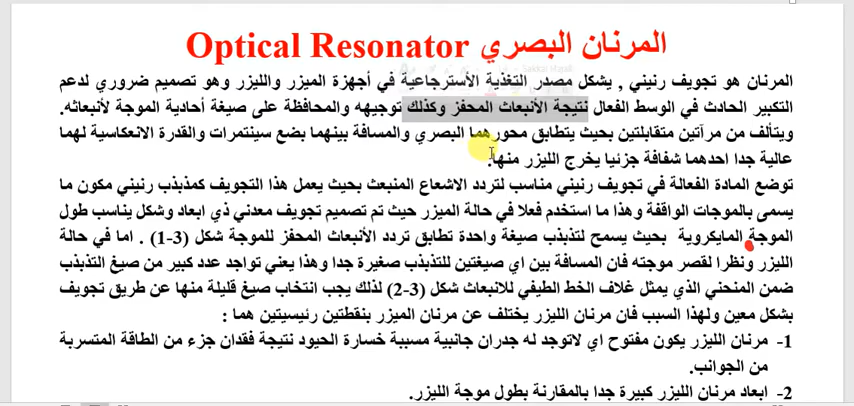 المرنان البصري Optical Resonator
المرنان هو تجويف رنيني , يشكل مصدر التغذية الأسترجاعية في أجهزة الميزر والليزر وهو تصميم ضروري لدعم
التكبير الحادث في الوسط الفعال نتيجة الأنبعاث المحفز وكذلك توجيهه والمحافظة على صيغة أحادية الموجة لأنبعاثه.
ويتألف من مرآتين متقابلتين بحيث يتطابق محورهما البصري والمسافة بينهما بضع سينتمرات والقدرة الانعكاسية لهما
عالية جدا احدهما شفافة جزئيا يخرج الليزر منها.
توضع المادة الفعالة في تجويف رنيني مناسب لتردد الاشعاع المنبعث بحيث يعمل هذا التجويف كمذبذب رنيني مكون ما
يسمى بالموجات الواقفة وهذا ما استخدم فعلا في حالة الميزر حيث تم تصميم تجويف معدني ذي ابعاد وشكل يناسب طول
الموجة المايكروية بحيث يسمح لتذبذب صيغة واحدة تطابق تردد الأنبعاث المحفز للموجة شكل (3-1) . اما في حالة
الليزر ونظرا لقصر موجته فان المسافة بين اي صيغتين للتذبذب صغيرة جدا وهذا يعني تواجد عدد كبير من صيغ التذبذب
ضمن المنحني الذي يمثل غلاف الخط الطيفي للانبعاث شكل (3-2) لذلك يجب انتخاب صيغ قليلة منها عن طريق تجويف
بشكل معين ولهذا السبب فان مرنان الليزر يختلف عن مرنان الميزر بنقطتين رئيسيتين هما :
1- مرنان الليزر يكون مفتوح اي لاتوجد له جدران جانبية مسببة خسارة الحيود نتيجة فقدان جزء من الطاقة المتسربة
من الجوانب.
2- ابعاد مرنان الليزر كبيرة جدا بالمقارنة بطول موجة الليزر.